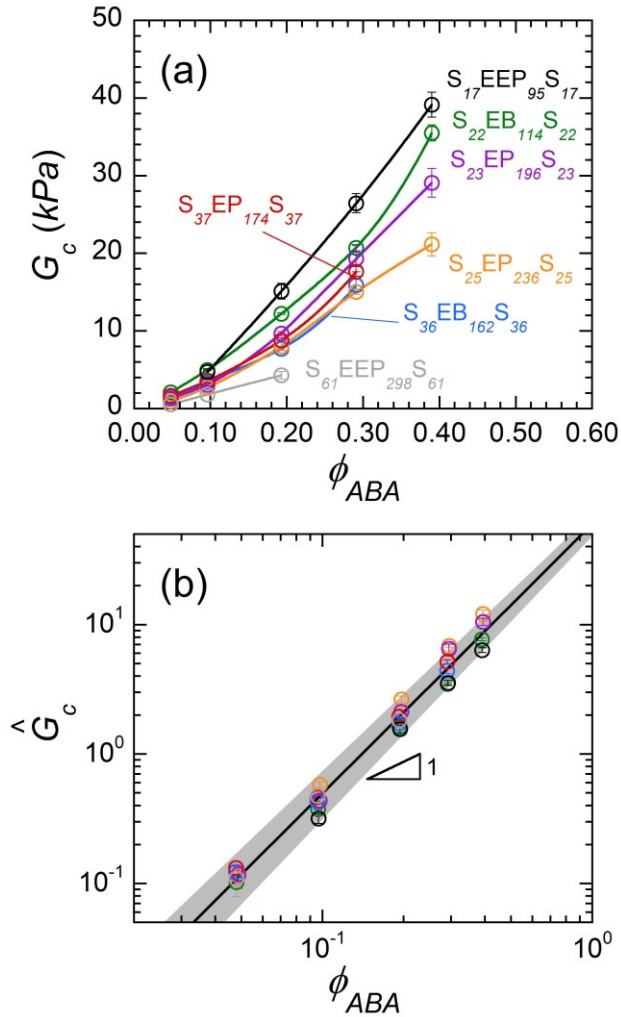 50
(a)
S17EEP95S17
40
S22EB114S22
S23EP196S23
30
S37EP174S37
Gc (kPa)
20
S25EP236S25
10
S36EB162S36
S61EEP298S61
0
0.00 0.10 0.20 0.30 0.40 0.50 0.60
ϕABA
(b)
10^1
Ĝc
10^0
1
10^-1
10^-1 10^0
ϕABA